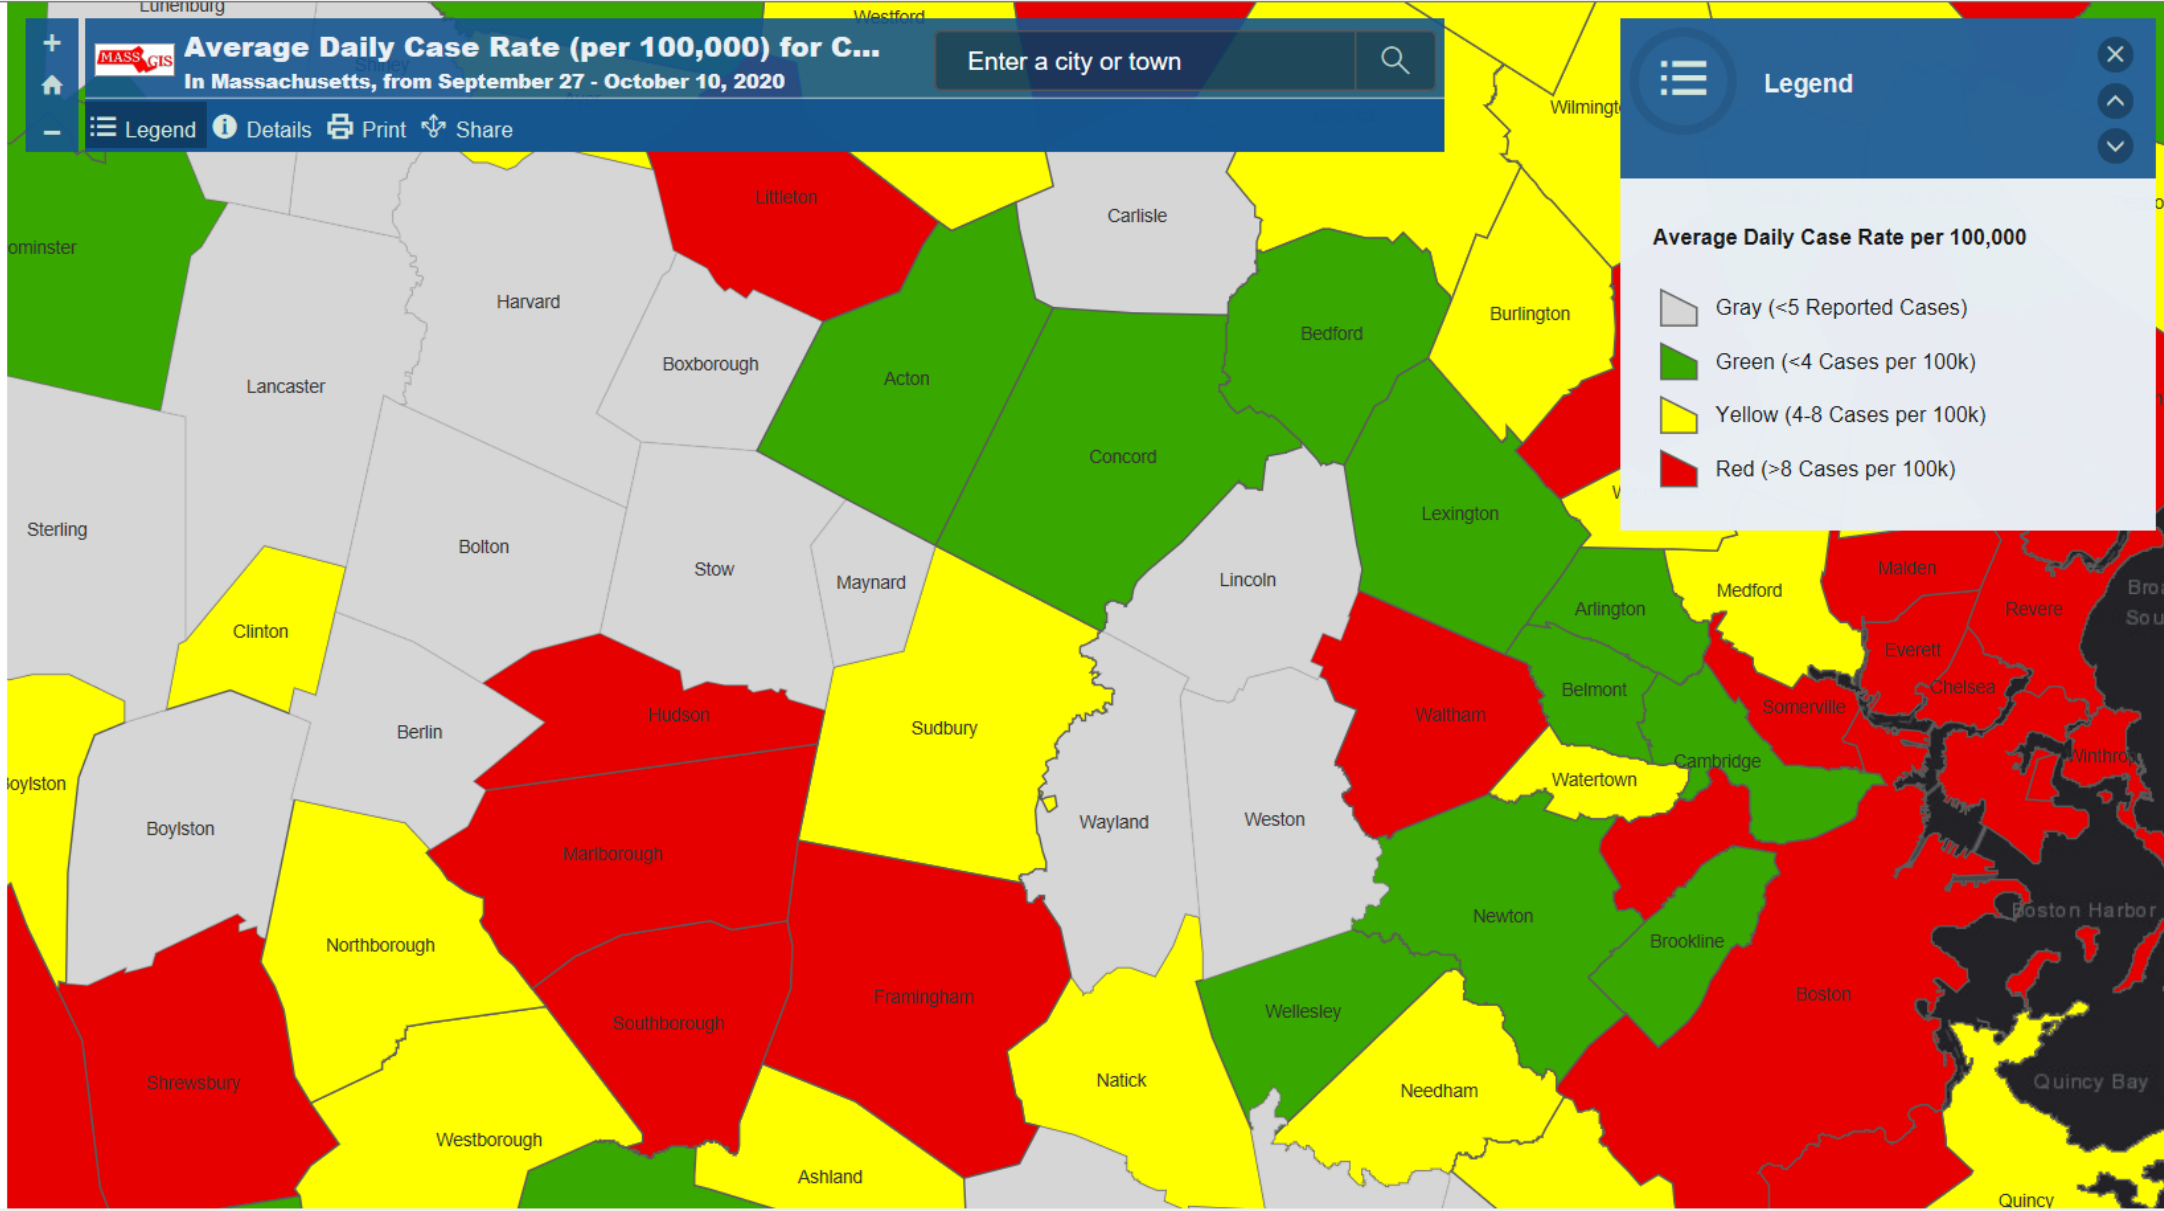 Lunenburg
Westford
+
MASS GIS
Average Daily Case Rate (per 100,000) for C...
In Massachusetts, from September 27 - October 10, 2020
Shirley
Enter a city or town
Legend
Details
Print
Share
Legend
Average Daily Case Rate per 100,000
Gray (<5 Reported Cases)
Green (<4 Cases per 100k)
Yellow (4-8 Cases per 100k)
Red (>8 Cases per 100k)
Wilmingt
Littleton
Carlisle
ominster
Harvard
Burlington
Bedford
Boxborough
Acton
Lancaster
Concord
Lexington
Sterling
Bolton
Stow
Maynard
Lincoln
Malden
Medford
Arlington
Revere
Clinton
Everett
Belmont
Chelsea
Hudson
Waltham
Somerville
Berlin
Sudbury
Winthrop
Cambridge
Watertown
oylston
Boylston
Wayland
Weston
Marlborough
Newton
Boston Harbor
Brookline
Northborough
Framingham
Boston
Wellesley
Southborough
Natick
Shrewsbury
Needham
Quincy Bay
Westborough
Ashland
Quincy